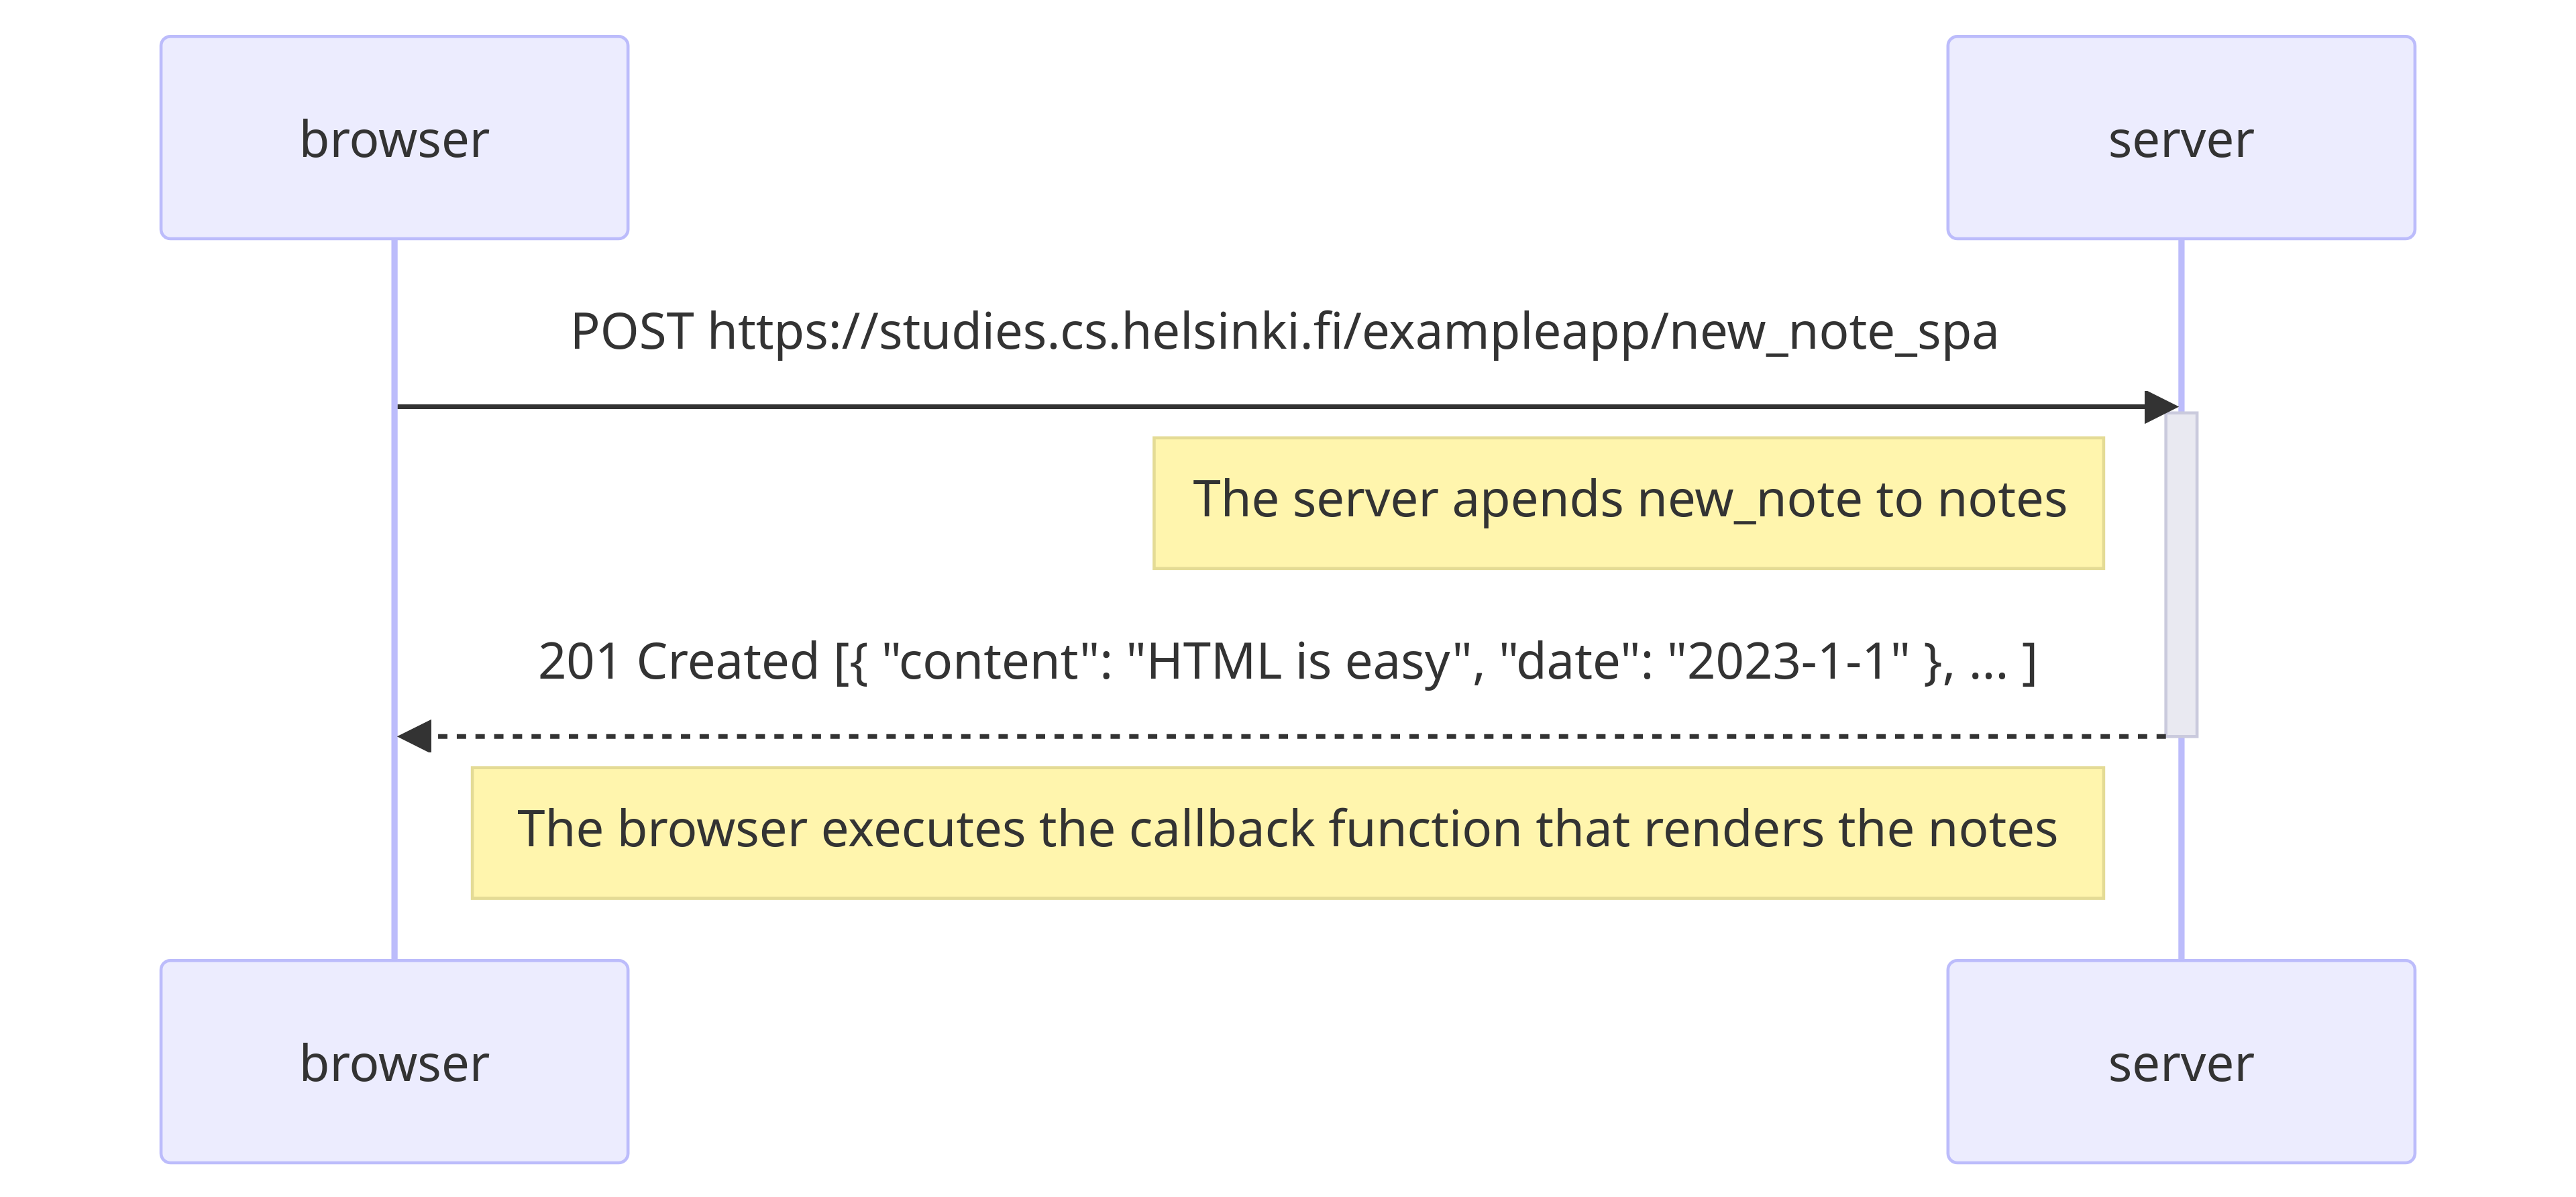 browser
server
POST https://studies.cs.helsinki.fi/exampleapp/new_note_spa
The server apends new_note to notes
201 Created [{ "content": "HTML is easy", "date": "2023-1-1" }, ... ]
The browser executes the callback function that renders the notes
browser
server